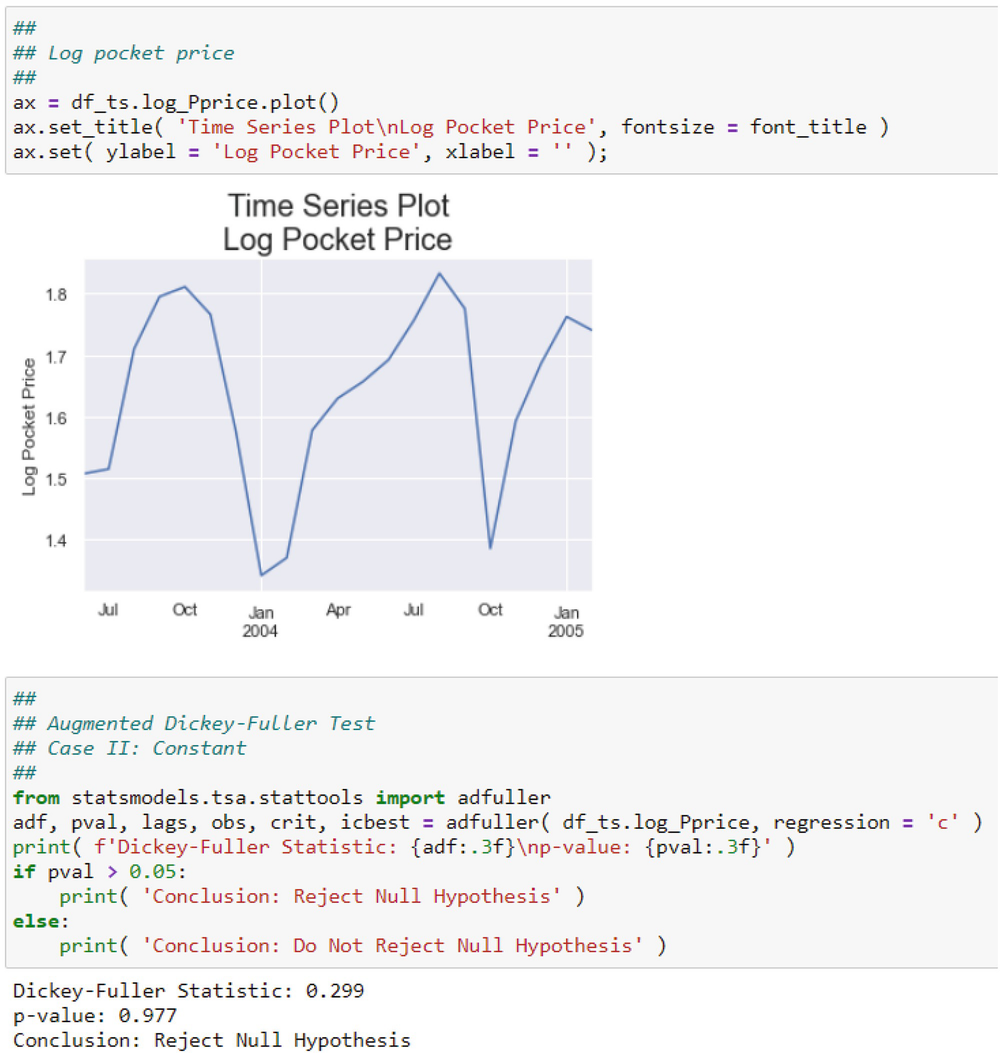 ##
## Log pocket price
##
ax = df_ts.log_Pprice.plot()
ax.set_title( 'Time Series Plot\nLog Pocket Price', fontsize = font_title )
ax.set( ylabel = 'Log Pocket Price', xlabel = '' );
Time Series Plot
Log Pocket Price
Log Pocket Price
1.8
1.7
1.6
1.5
1.4
Jul Oct Jan Apr Jul Oct Jan
2004 2005
##
## Augmented Dickey-Fuller Test
## Case II: Constant
##
from statsmodels.tsa.stattools import adfuller
adf, pval, lags, obs, crit, icbest = adfuller( df_ts.log_Pprice, regression = 'c' )
print( f'Dickey-Fuller Statistic: {adf:.3f}\np-value: {pval:.3f}' )
if pval > 0.05:
    print( 'Conclusion: Reject Null Hypothesis' )
else:
    print( 'Conclusion: Do Not Reject Null Hypothesis' )
Dickey-Fuller Statistic: 0.299
p-value: 0.977
Conclusion: Reject Null Hypothesis